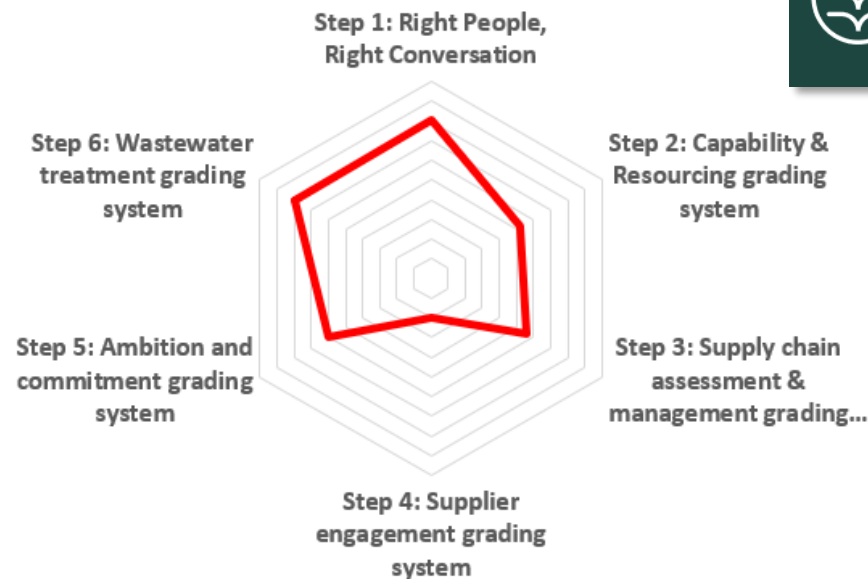 Step 1: Right People,
Right Conversation
Step 2: Capability &
Resourcing grading
system
Step 3: Supply chain
assessment &
management grading...
Step 4: Supplier
engagement grading
system
Step 5: Ambition and
commitment grading
system
Step 6: Wastewater
treatment grading
system